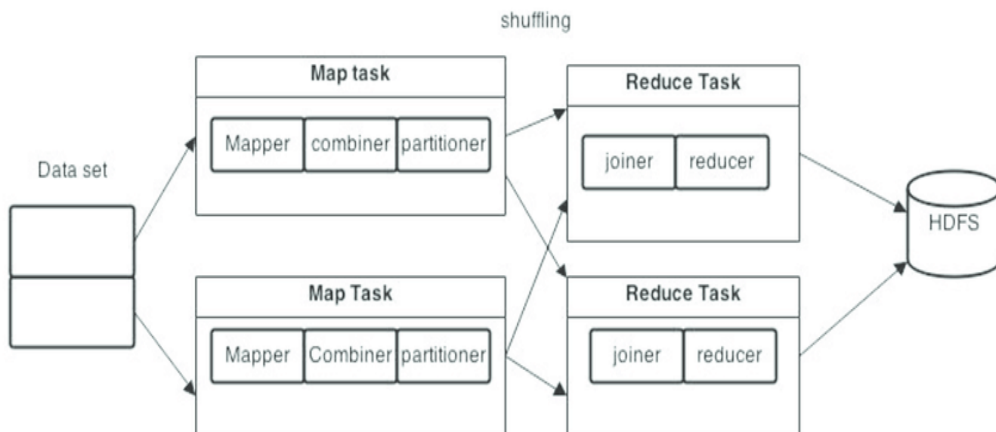 shuffling
Map task
Reduce Task
Mapper combiner partitioner
joiner reducer
Data set
HDFS
Map Task
Reduce Task
Mapper Combiner partitioner
joiner reducer